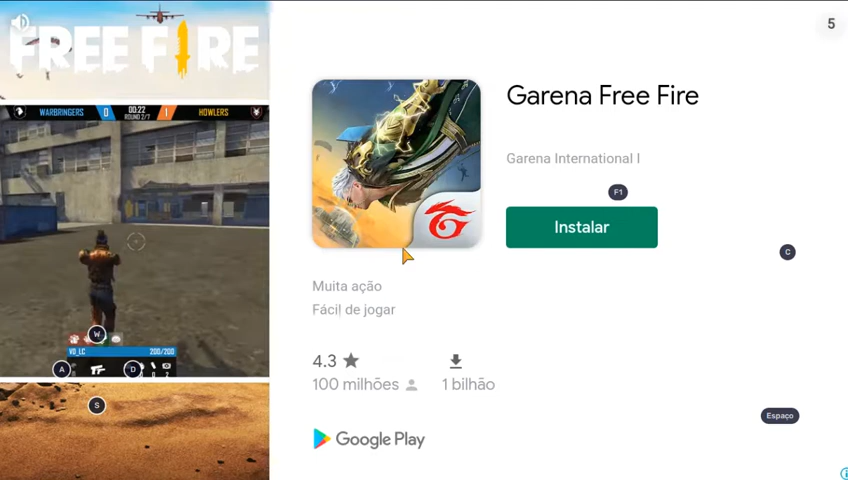 FREE FIRE
5
WARBRINGERS 0 00:22 1 HOWLERS
ROUND 2/7
Garena Free Fire
Garena International I
F1
Instalar
C
Muita ação
Fácil de jogar
W
VO_LC 200/200
A
D
S
4.3
100 milhões
1 bilhão
Espaço
Google Play